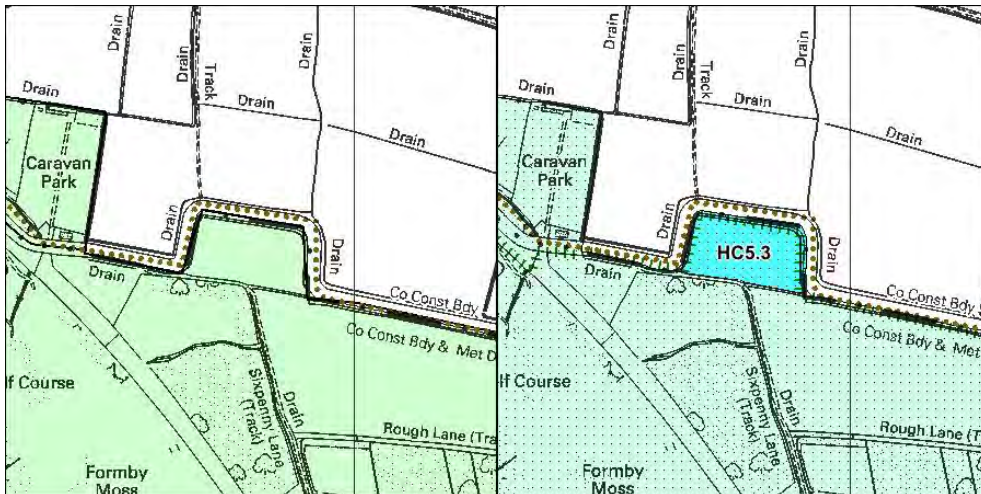 Drain
Drain
Track
Drain
Drain
Drain
Drain
Caravan
Park
Drain
Drain
Drain
Co Const Bdy
Co Const Bdy & Met D
lf Course
Sixpenny Lane
(Track)
Drain
Rough Lane (Tra
Formby
Moss
Drain
Drain
Track
Drain
Drain
Drain
Drain
Caravan
Park
Drain
HC5.3
Drain
Drain
Co Const Bdy
Co Const Bdy & Met
lf Course
Sixpenny Lane
(Track)
Drain
Rough Lane (T
Formby
Moss